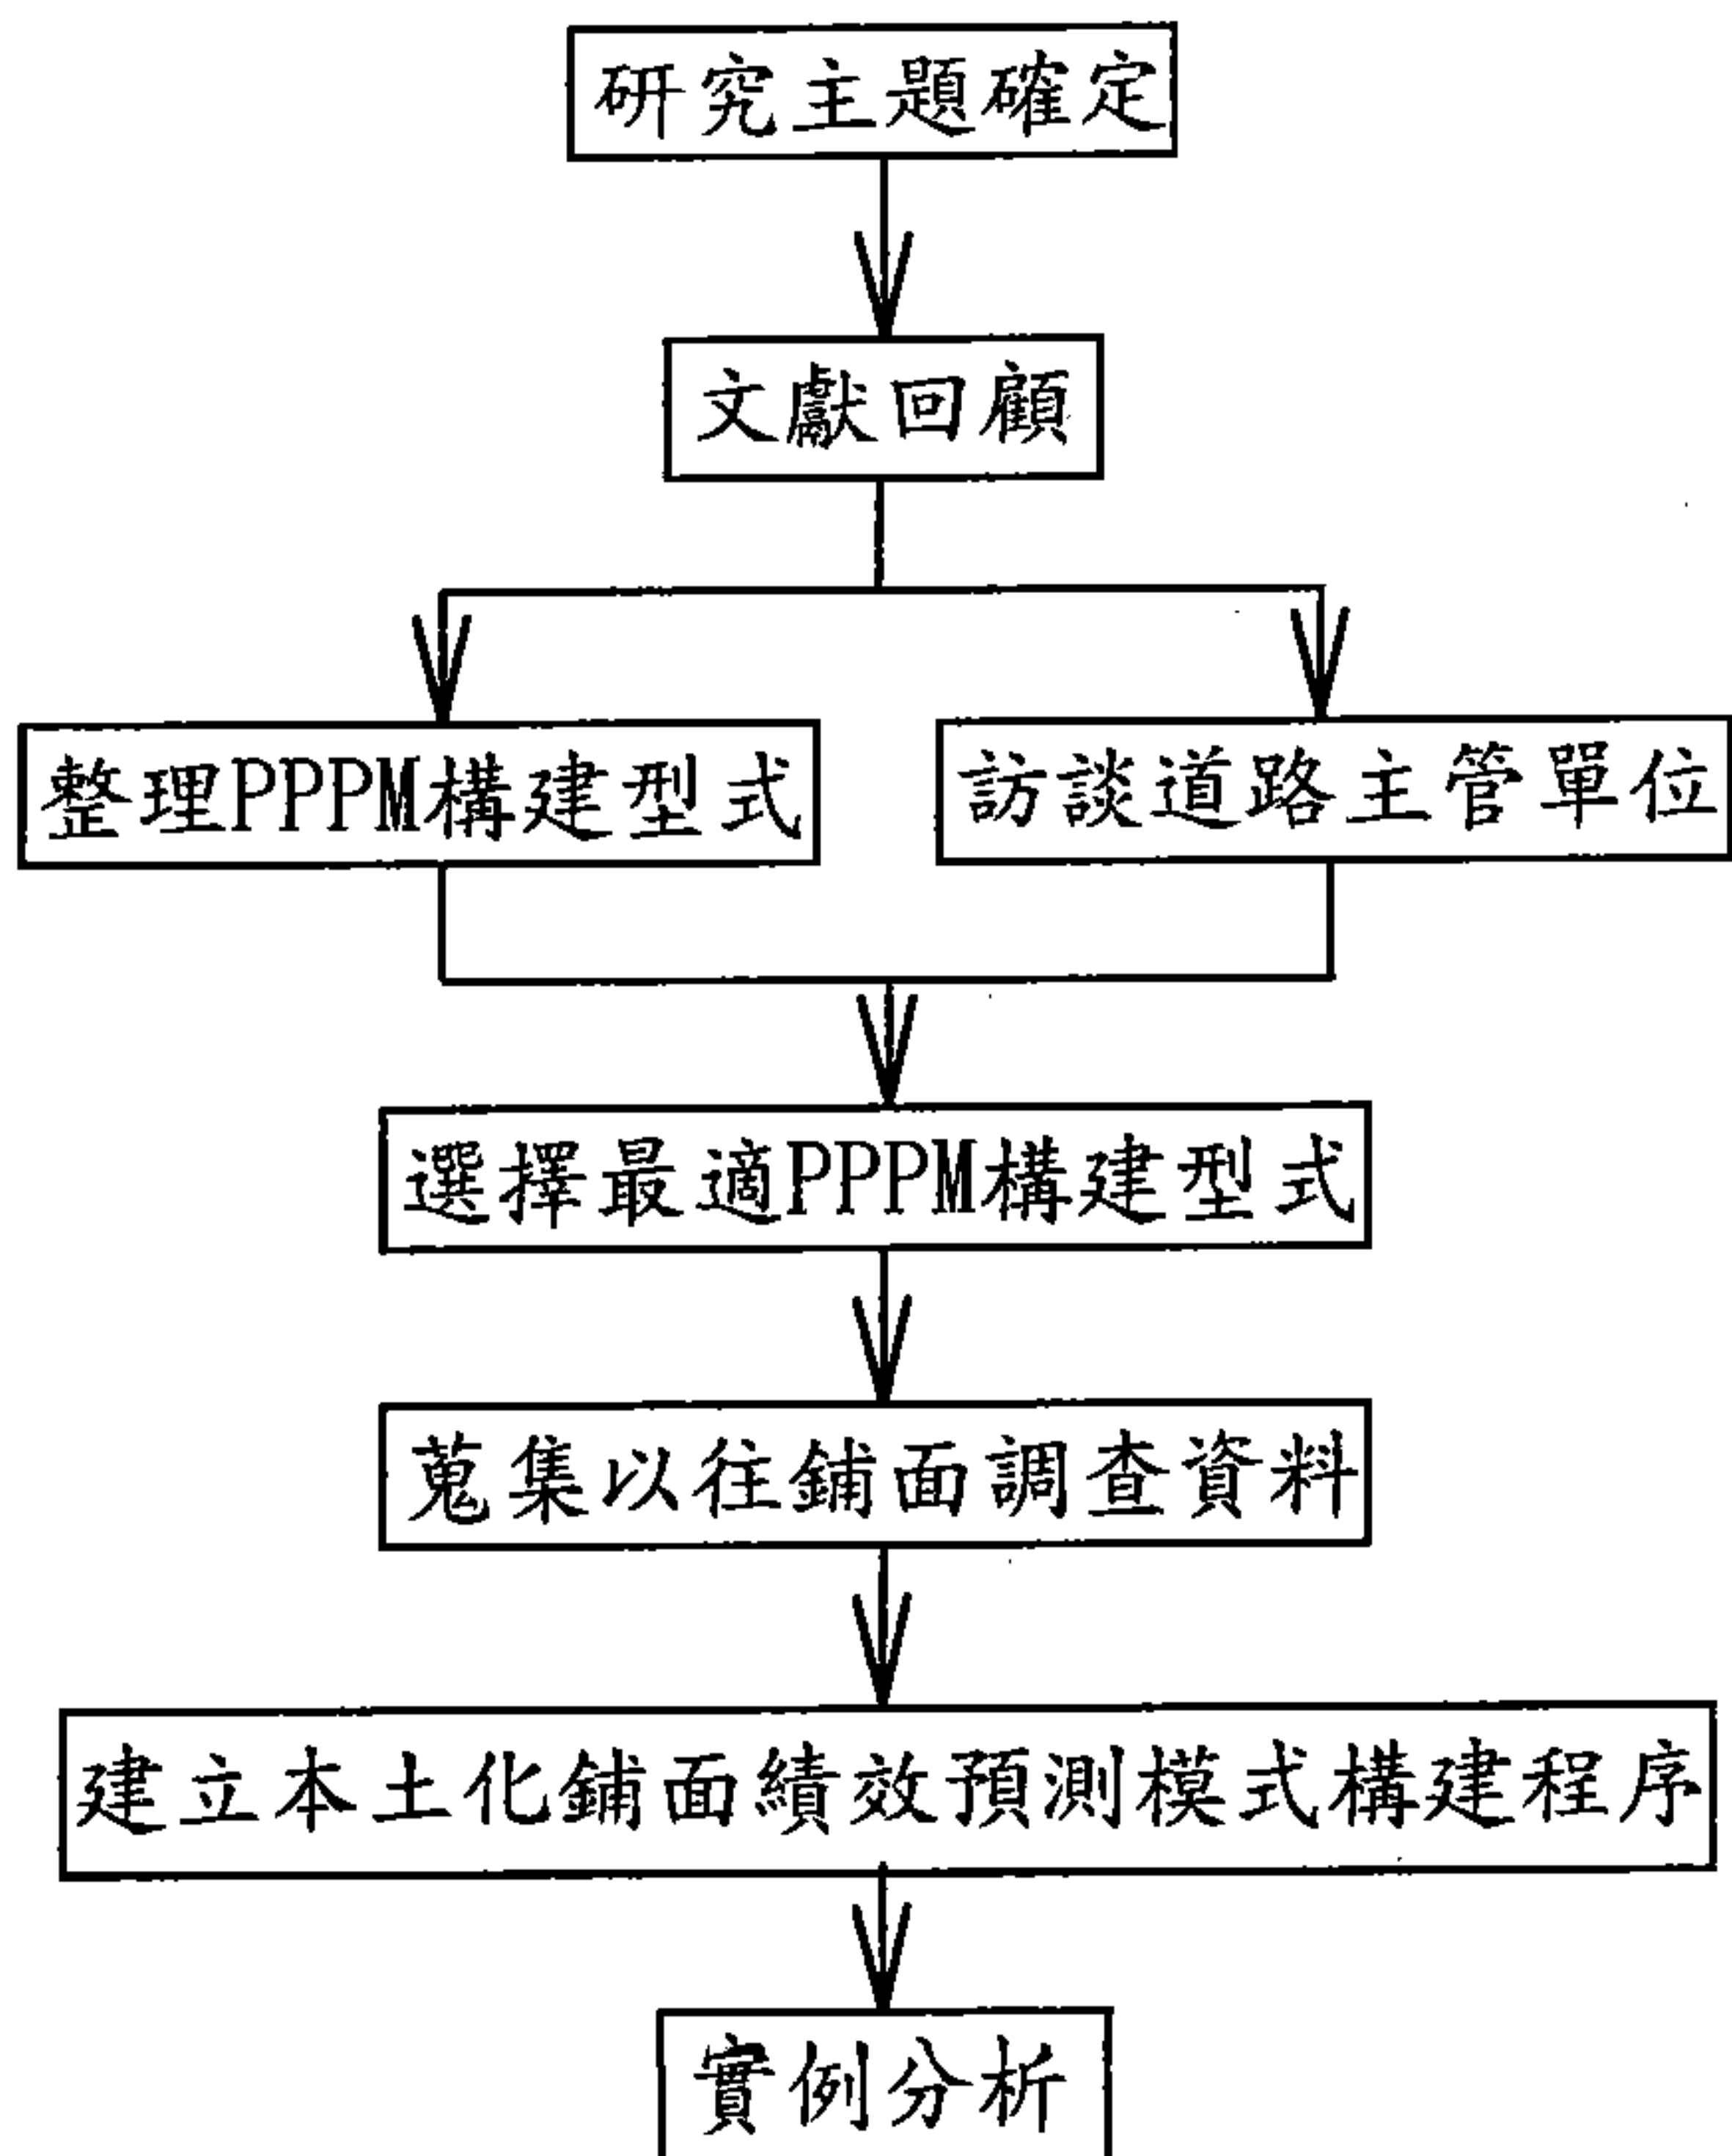 研究主題確定
文獻回顧
整理PPPM構建型式
訪談道路主管單位
選擇最適PPPM構建型式
蒐集以往鋪面調查資料
建立本土化鋪面績效預測模式構建程序
實例分析